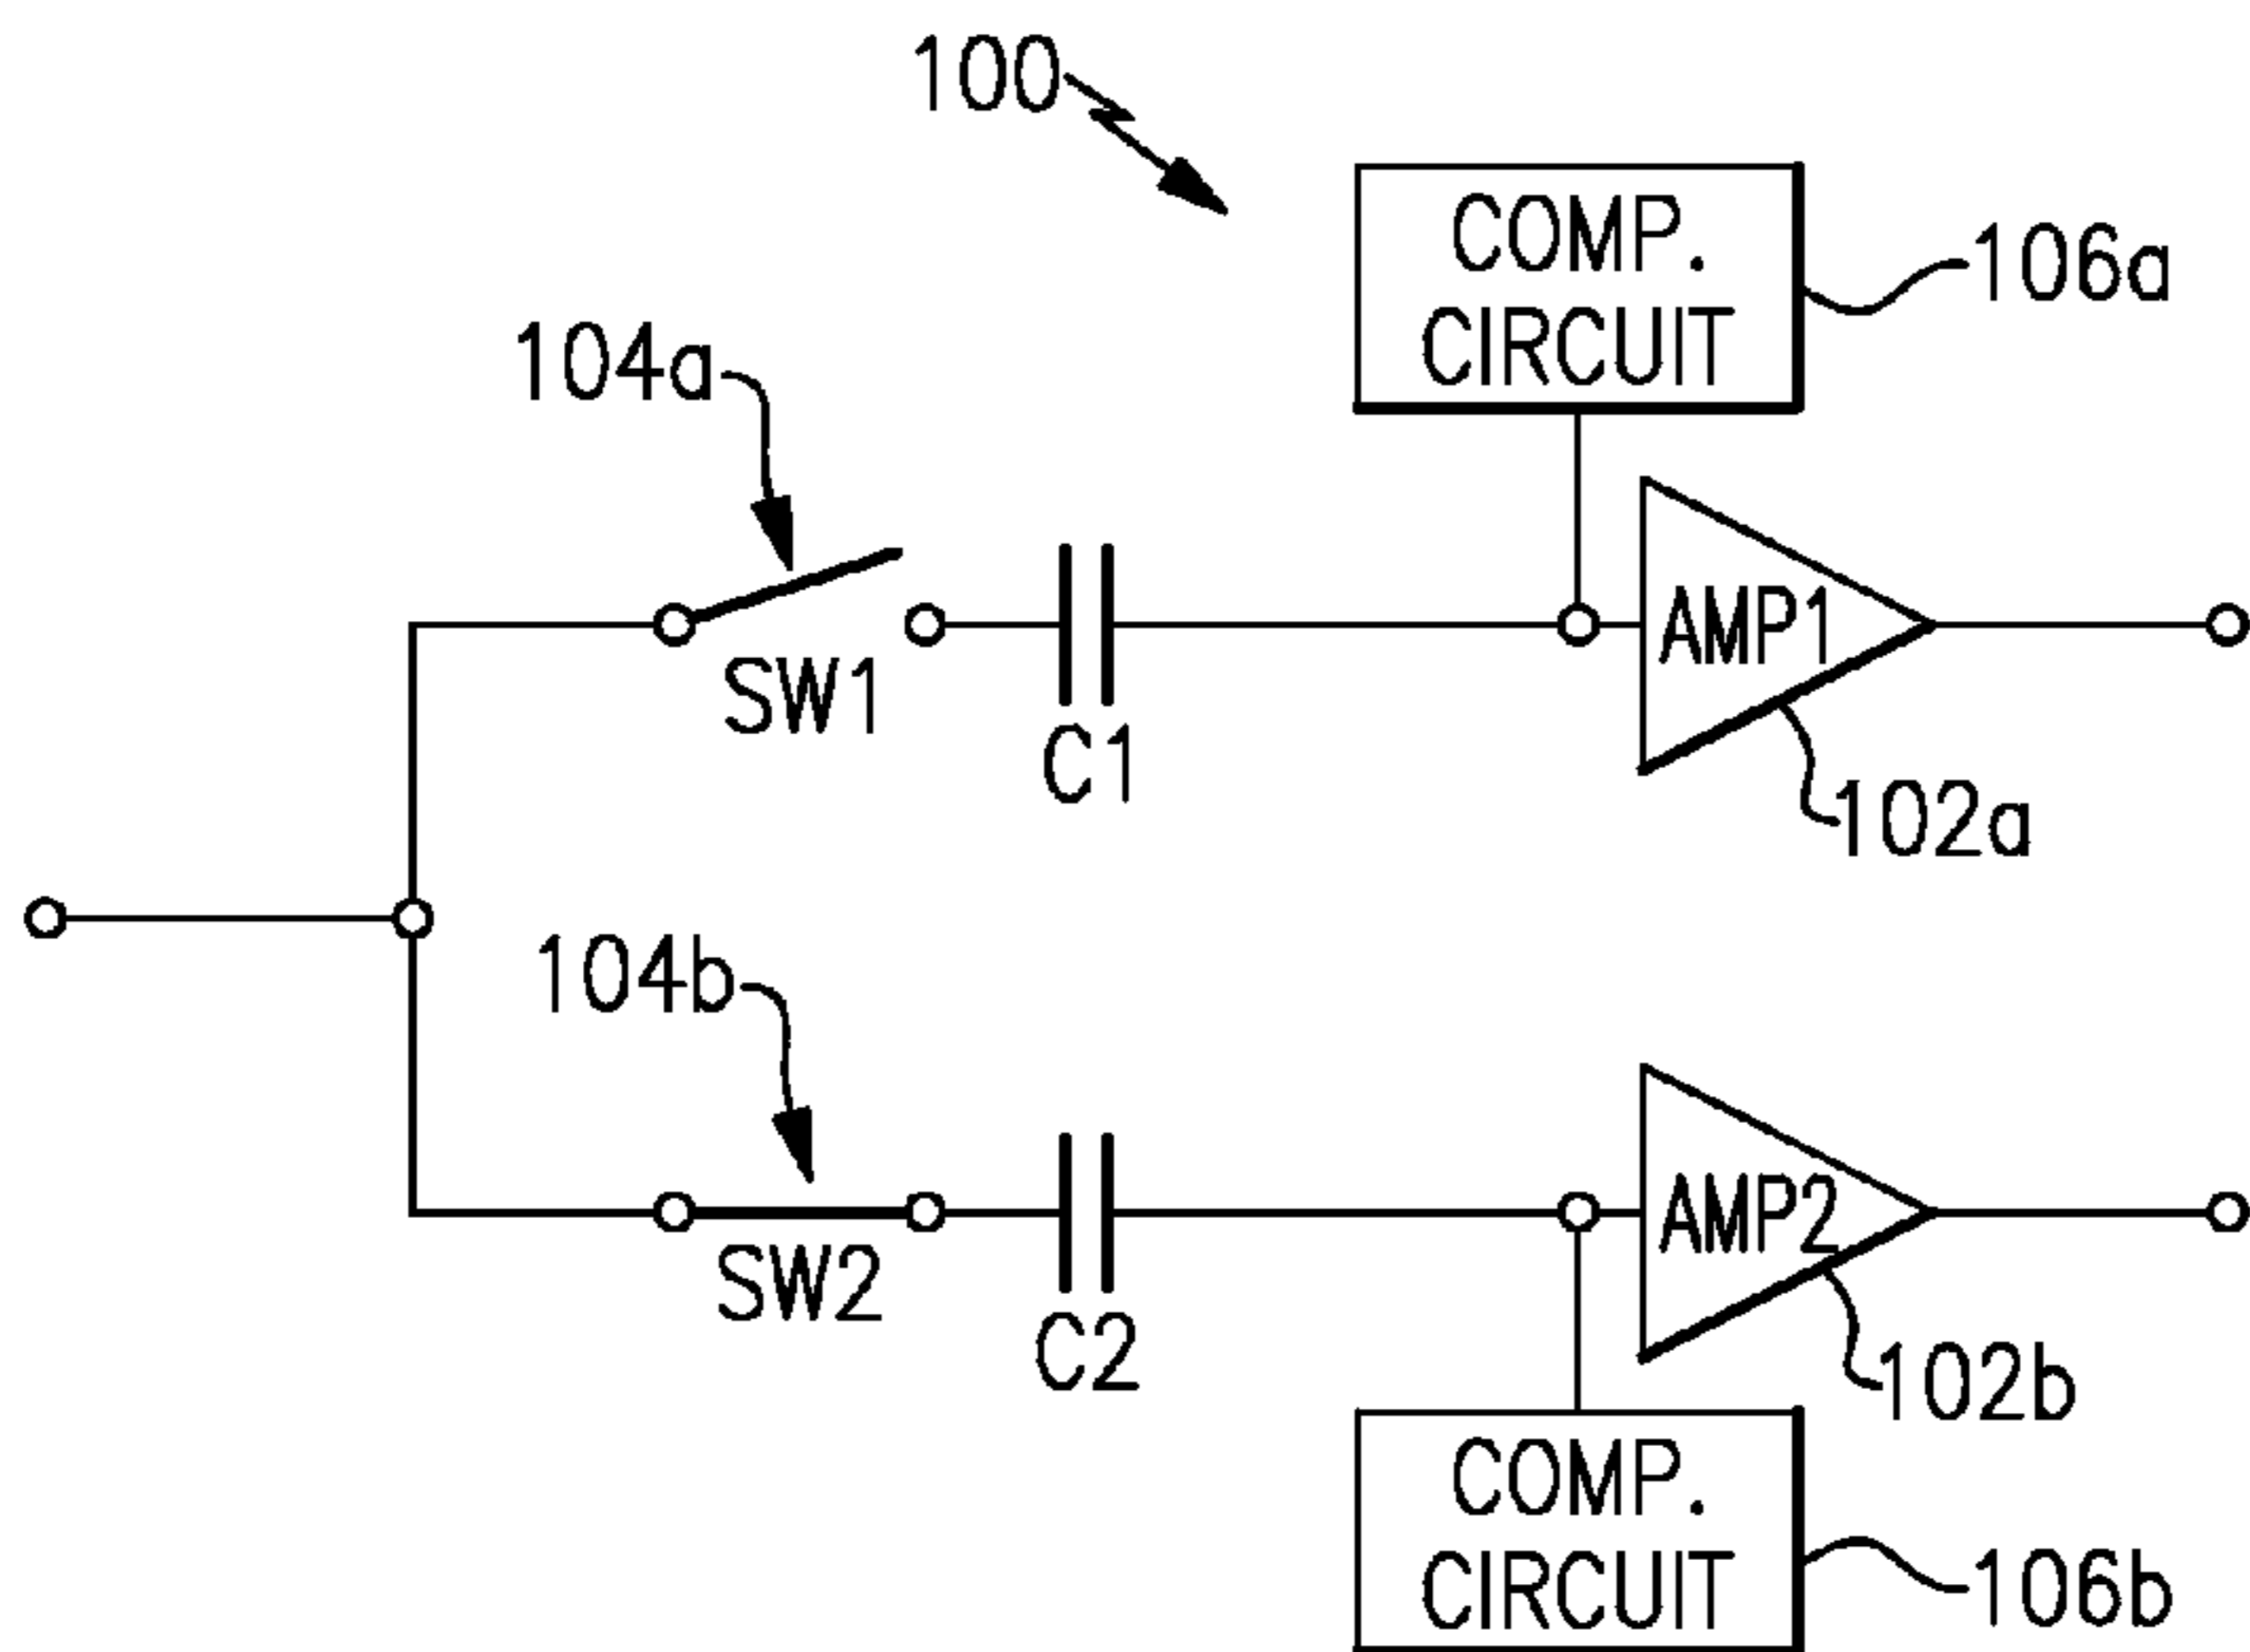 100
COMP.
CIRCUIT
106a
104a
AMP1
SW1
C1
102a
104b
AMP2
SW2
C2
102b
COMP.
CIRCUIT
106b